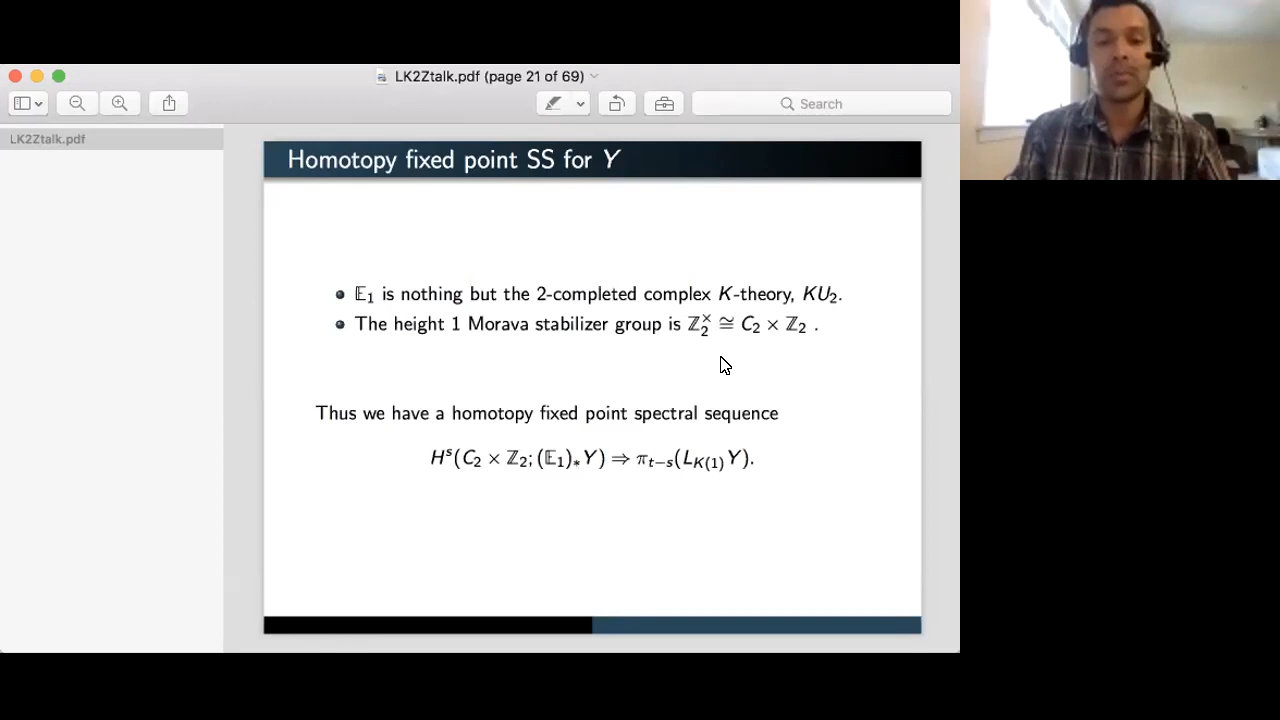 LK2Ztalk.pdf (page 21 of 69)
Search
LK2Ztalk.pdf
Homotopy fixed point SS for Y
𝔼₁ is nothing but the 2-completed complex K-theory, KU₂.
The height 1 Morava stabilizer group is ℤ₂^× ≅ C₂ × ℤ₂ .
Thus we have a homotopy fixed point spectral sequence
Hˢ(C₂ × ℤ₂; (𝔼₁)₊Y) ⇒ π_{t−s}(L_{K(1)}Y).